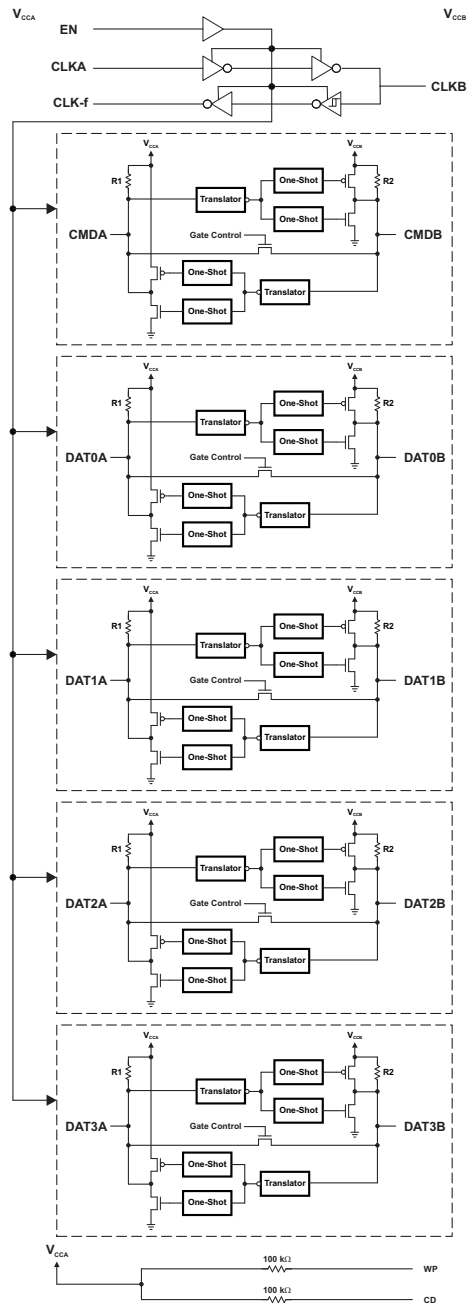 VCCA VCCB
EN
CLKA
CLKB
CLK-f
VCCA VCCB
R1 One-Shot R2
Translator
One-Shot
CMDA Gate Control CMDB
One-Shot
Translator
One-Shot
VCCA VCCB
R1 One-Shot R2
Translator
One-Shot
DAT0A Gate Control DAT0B
One-Shot
Translator
One-Shot
VCCA VCCB
R1 One-Shot R2
Translator
One-Shot
DAT1A Gate Control DAT1B
One-Shot
Translator
One-Shot
VCCA VCCB
R1 One-Shot R2
Translator
One-Shot
DAT2A Gate Control DAT2B
One-Shot
Translator
One-Shot
VCCA VCCB
R1 One-Shot R2
Translator
One-Shot
DAT3A Gate Control DAT3B
One-Shot
Translator
One-Shot
VCCA
100 kΩ WP
100 kΩ CD